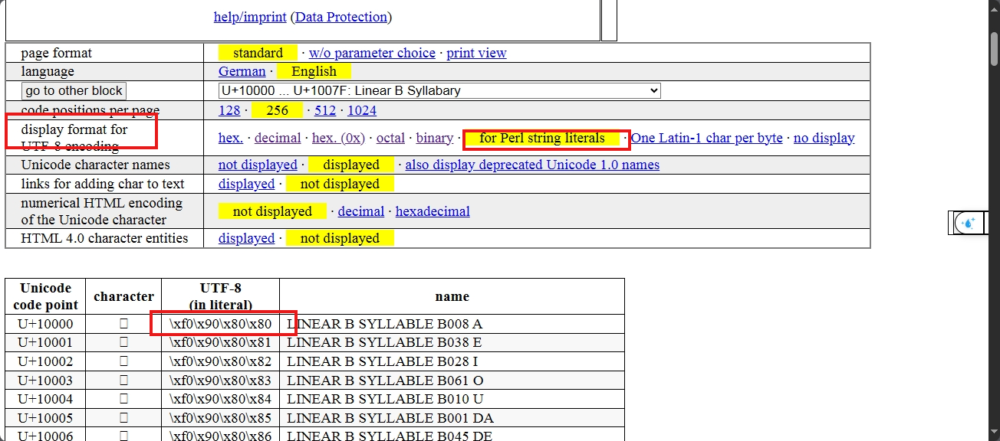 help/imprint (Data Protection)
page format standard · w/o parameter choice · print view
language German · English
go to other block U+10000 ... U+1007F: Linear B Syllabary
code positions per page 128 · 256 · 512 · 1024
display format for
UTF-8 encoding hex. · decimal · hex. (0x) · octal · binary · for Perl string literals · One Latin-1 char per byte · no display
Unicode character names not displayed · displayed · also display deprecated Unicode 1.0 names
links for adding char to text displayed · not displayed
numerical HTML encoding
of the Unicode character not displayed · decimal · hexadecimal
HTML 4.0 character entities displayed · not displayed
Unicode
code point character UTF-8
(in literal) name
U+10000 \xf0\x90\x80\x80 LINEAR B SYLLABLE B008 A
U+10001 \xf0\x90\x80\x81 LINEAR B SYLLABLE B038 E
U+10002 \xf0\x90\x80\x82 LINEAR B SYLLABLE B028 I
U+10003 \xf0\x90\x80\x83 LINEAR B SYLLABLE B061 O
U+10004 \xf0\x90\x80\x84 LINEAR B SYLLABLE B010 U
U+10005 \xf0\x90\x80\x85 LINEAR B SYLLABLE B001 DA
U+10006 \xf0\x90\x80\x86 LINEAR B SYLLABLE B045 DE